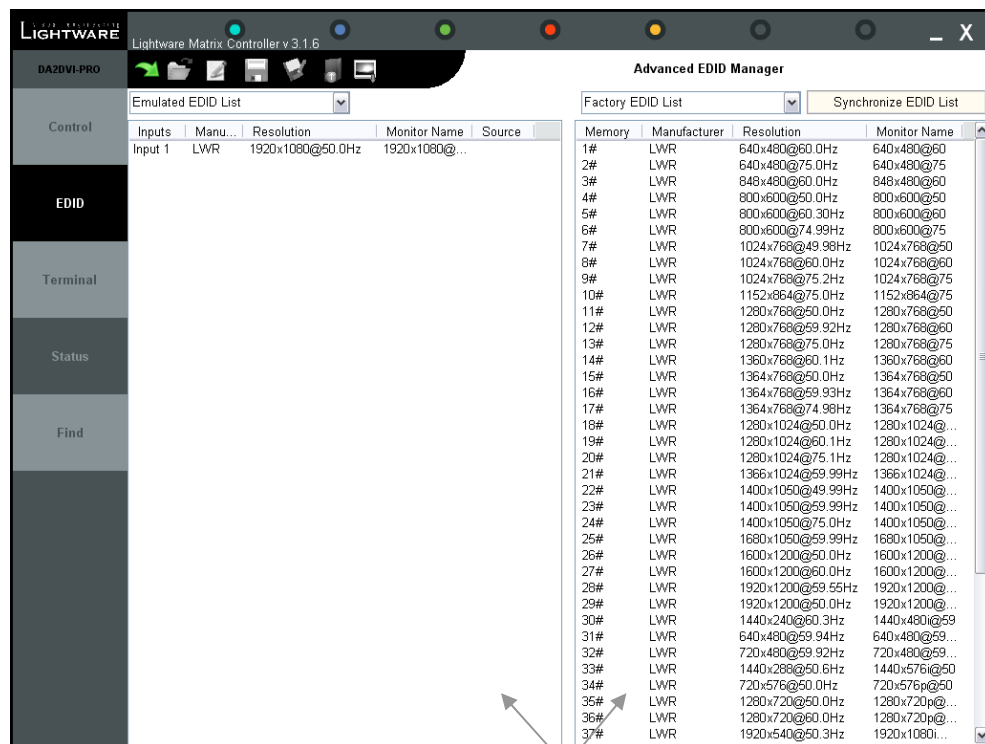 LIGHTWARE
Lightware Matrix Controller v 3.1.6
X
DA2DVI-PRO
Advanced EDID Manager
Emulated EDID List
Factory EDID List
Synchronize EDID List
Control
EDID
Terminal
Status
Find
Inputs Manu... Resolution Monitor Name Source
Input 1 LWR 1920x1080@50.0Hz 1920x1080@...
Memory Manufacturer Resolution Monitor Name
1# LWR 640x480@60.0Hz 640x480@60
2# LWR 640x480@75.0Hz 640x480@75
3# LWR 848x480@60.0Hz 848x480@60
4# LWR 800x600@50.0Hz 800x600@50
5# LWR 800x600@60.30Hz 800x600@60
6# LWR 800x600@74.99Hz 800x600@75
7# LWR 1024x768@49.98Hz 1024x768@50
8# LWR 1024x768@60.0Hz 1024x768@60
9# LWR 1024x768@75.2Hz 1024x768@75
10# LWR 1152x864@75.0Hz 1152x864@75
11# LWR 1280x768@50.0Hz 1280x768@50
12# LWR 1280x768@59.92Hz 1280x768@60
13# LWR 1280x768@75.0Hz 1280x768@75
14# LWR 1360x768@60.1Hz 1360x768@60
15# LWR 1364x768@50.0Hz 1364x768@50
16# LWR 1364x768@59.93Hz 1364x768@60
17# LWR 1364x768@74.98Hz 1364x768@75
18# LWR 1280x1024@50.0Hz 1280x1024@...
19# LWR 1280x1024@60.1Hz 1280x1024@...
20# LWR 1280x1024@75.1Hz 1280x1024@...
21# LWR 1366x1024@59.99Hz 1366x1024@...
22# LWR 1400x1050@49.99Hz 1400x1050@...
23# LWR 1400x1050@59.99Hz 1400x1050@...
24# LWR 1400x1050@75.0Hz 1400x1050@...
25# LWR 1680x1050@59.99Hz 1680x1050@...
26# LWR 1600x1200@50.0Hz 1600x1200@...
27# LWR 1600x1200@60.0Hz 1600x1200@...
28# LWR 1920x1200@59.55Hz 1920x1200@...
29# LWR 1920x1200@50.0Hz 1920x1200@...
30# LWR 1440x240@60.3Hz 1440x480i@59
31# LWR 640x480@59.94Hz 640x480@59...
32# LWR 720x480@59.92Hz 720x480@59...
33# LWR 1440x288@50.6Hz 1440x576i@50
34# LWR 720x576@50.0Hz 720x576p@50
35# LWR 1280x720@50.0Hz 1280x720p@...
36# LWR 1280x720@60.0Hz 1280x720p@...
37# LWR 1920x540@50.3Hz 1920x1080i...